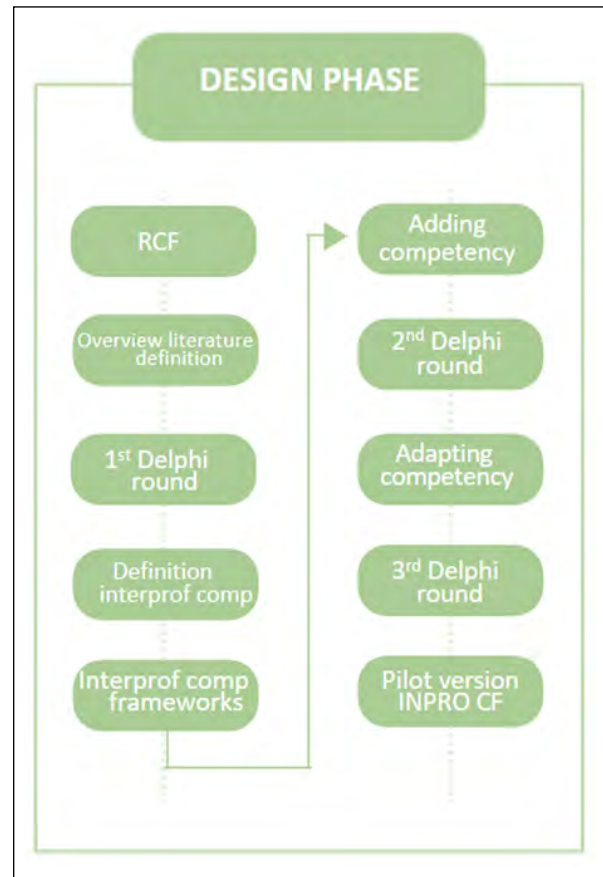 DESIGN PHASE
RCF
Overview literature
definition
1st Delphi
round
Definition
interprof comp
Interprof comp
frameworks
Adding
competency
2nd Delphi
round
Adapting
competency
3rd Delphi
round
Pilot version
INPRO CF